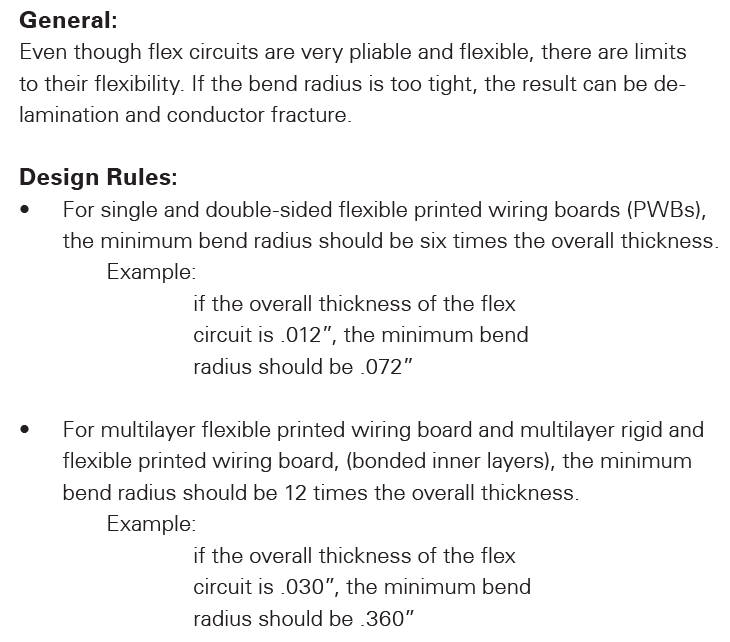 General:
Even though flex circuits are very pliable and flexible, there are limits
to their flexibility. If the bend radius is too tight, the result can be de-
lamination and conductor fracture.
Design Rules:
• For single and double-sided flexible printed wiring boards (PWBs),
the minimum bend radius should be six times the overall thickness.
Example:
if the overall thickness of the flex
circuit is .012”, the minimum bend
radius should be .072”
• For multilayer flexible printed wiring board and multilayer rigid and
flexible printed wiring board, (bonded inner layers), the minimum
bend radius should be 12 times the overall thickness.
Example:
if the overall thickness of the flex
circuit is .030”, the minimum bend
radius should be .360”